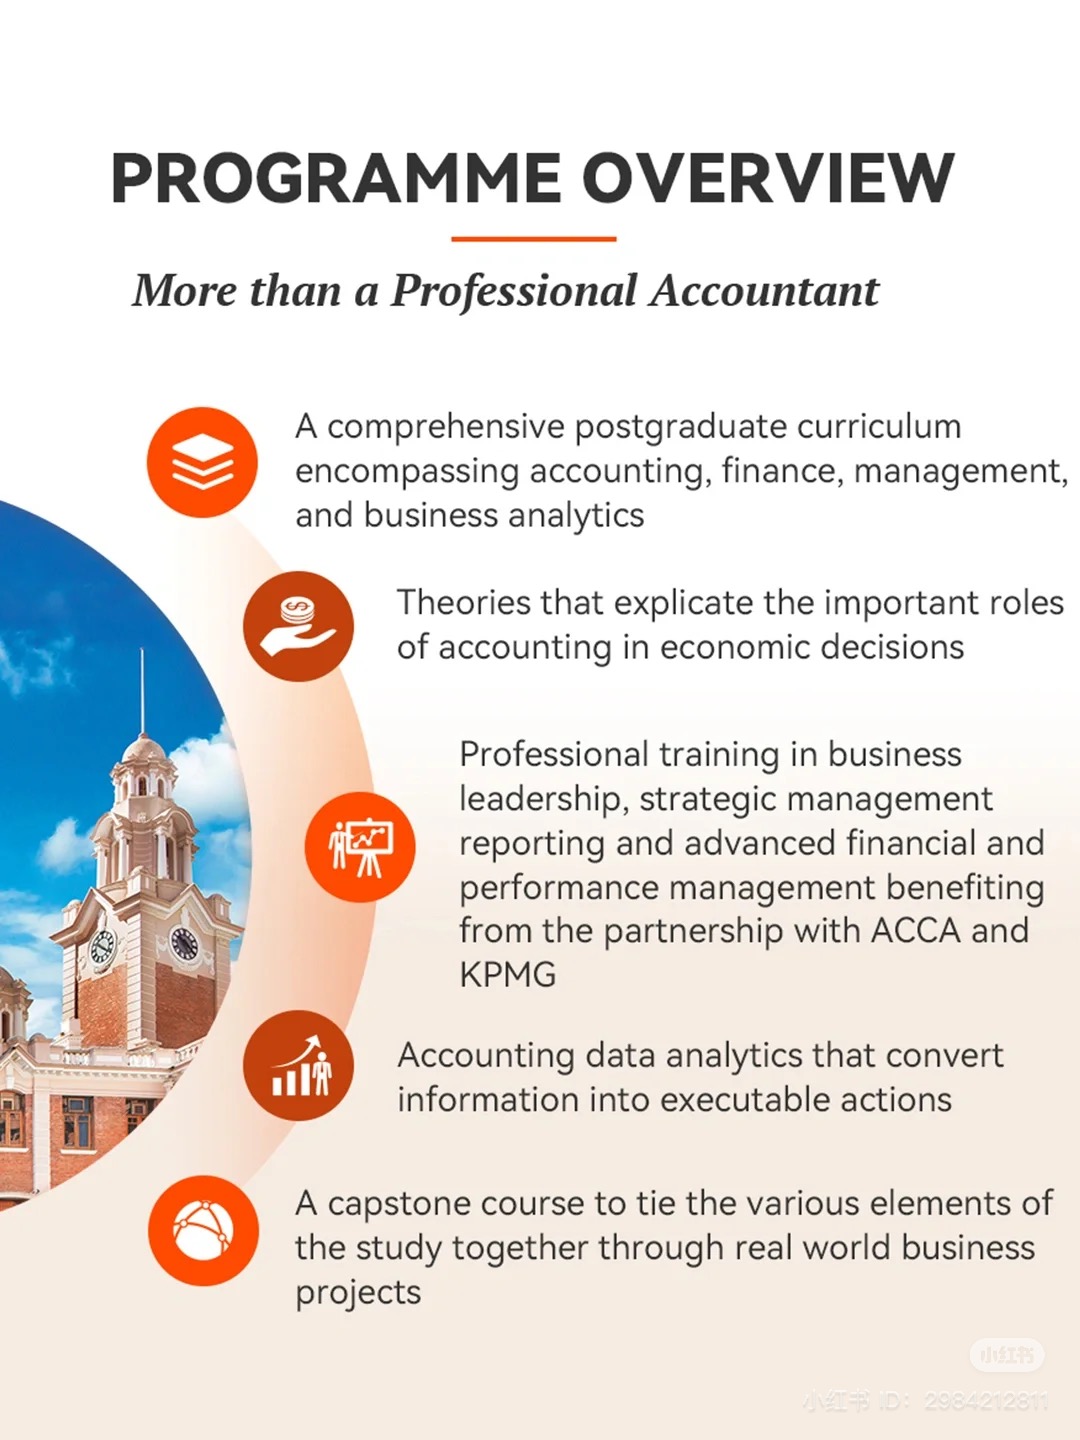 PROGRAMME OVERVIEW
More than a Professional Accountant
A comprehensive postgraduate curriculum
encompassing accounting, finance, management,
and business analytics
Theories that explicate the important roles
of accounting in economic decisions
Professional training in business
leadership, strategic management
reporting and advanced financial and
performance management benefiting
from the partnership with ACCA and
KPMG
Accounting data analytics that convert
information into executable actions
A capstone course to tie the various elements of
the study together through real world business
projects
小红书
小红书 ID: 2984212811